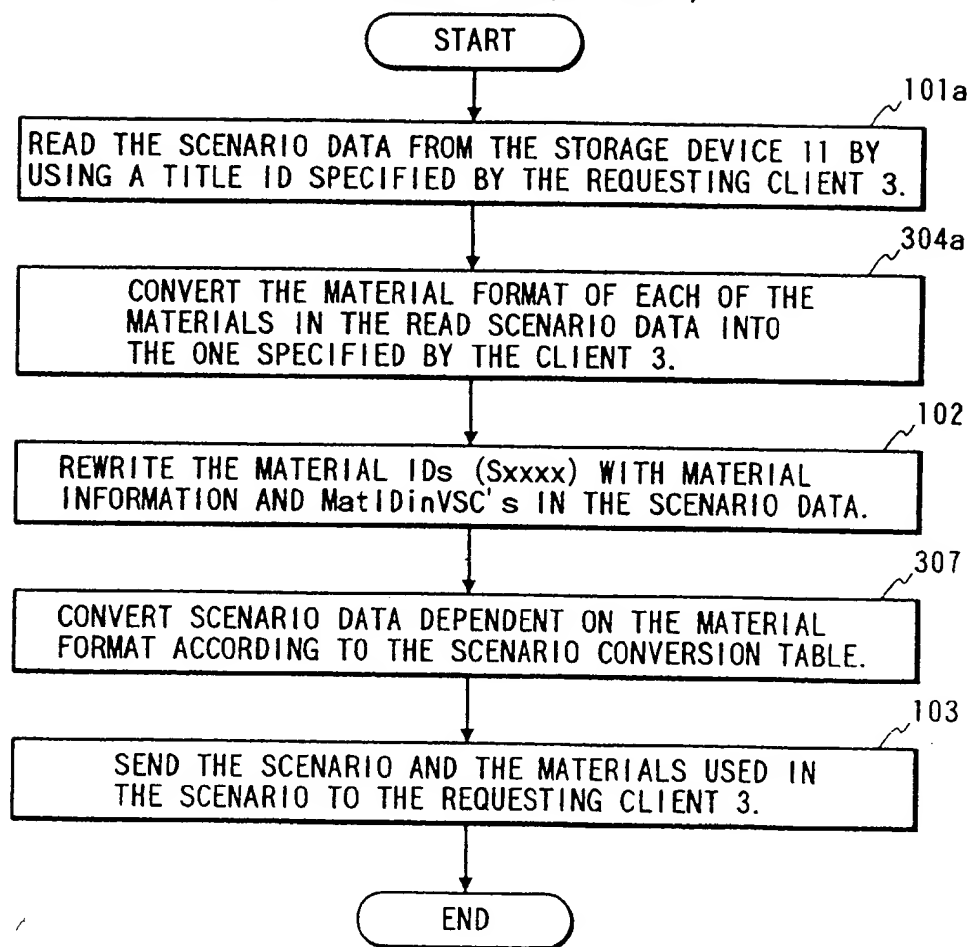 START
101a
READ THE SCENARIO DATA FROM THE STORAGE DEVICE 11 BY
USING A TITLE ID SPECIFIED BY THE REQUESTING CLIENT 3.
304a
CONVERT THE MATERIAL FORMAT OF EACH OF THE
MATERIALS IN THE READ SCENARIO DATA INTO
THE ONE SPECIFIED BY THE CLIENT 3.
102
REWRITE THE MATERIAL IDs (Sxxxx) WITH MATERIAL
INFORMATION AND MatIDinVSC's IN THE SCENARIO DATA.
307
CONVERT SCENARIO DATA DEPENDENT ON THE MATERIAL
FORMAT ACCORDING TO THE SCENARIO CONVERSION TABLE.
103
SEND THE SCENARIO AND THE MATERIALS USED IN
THE SCENARIO TO THE REQUESTING CLIENT 3.
END